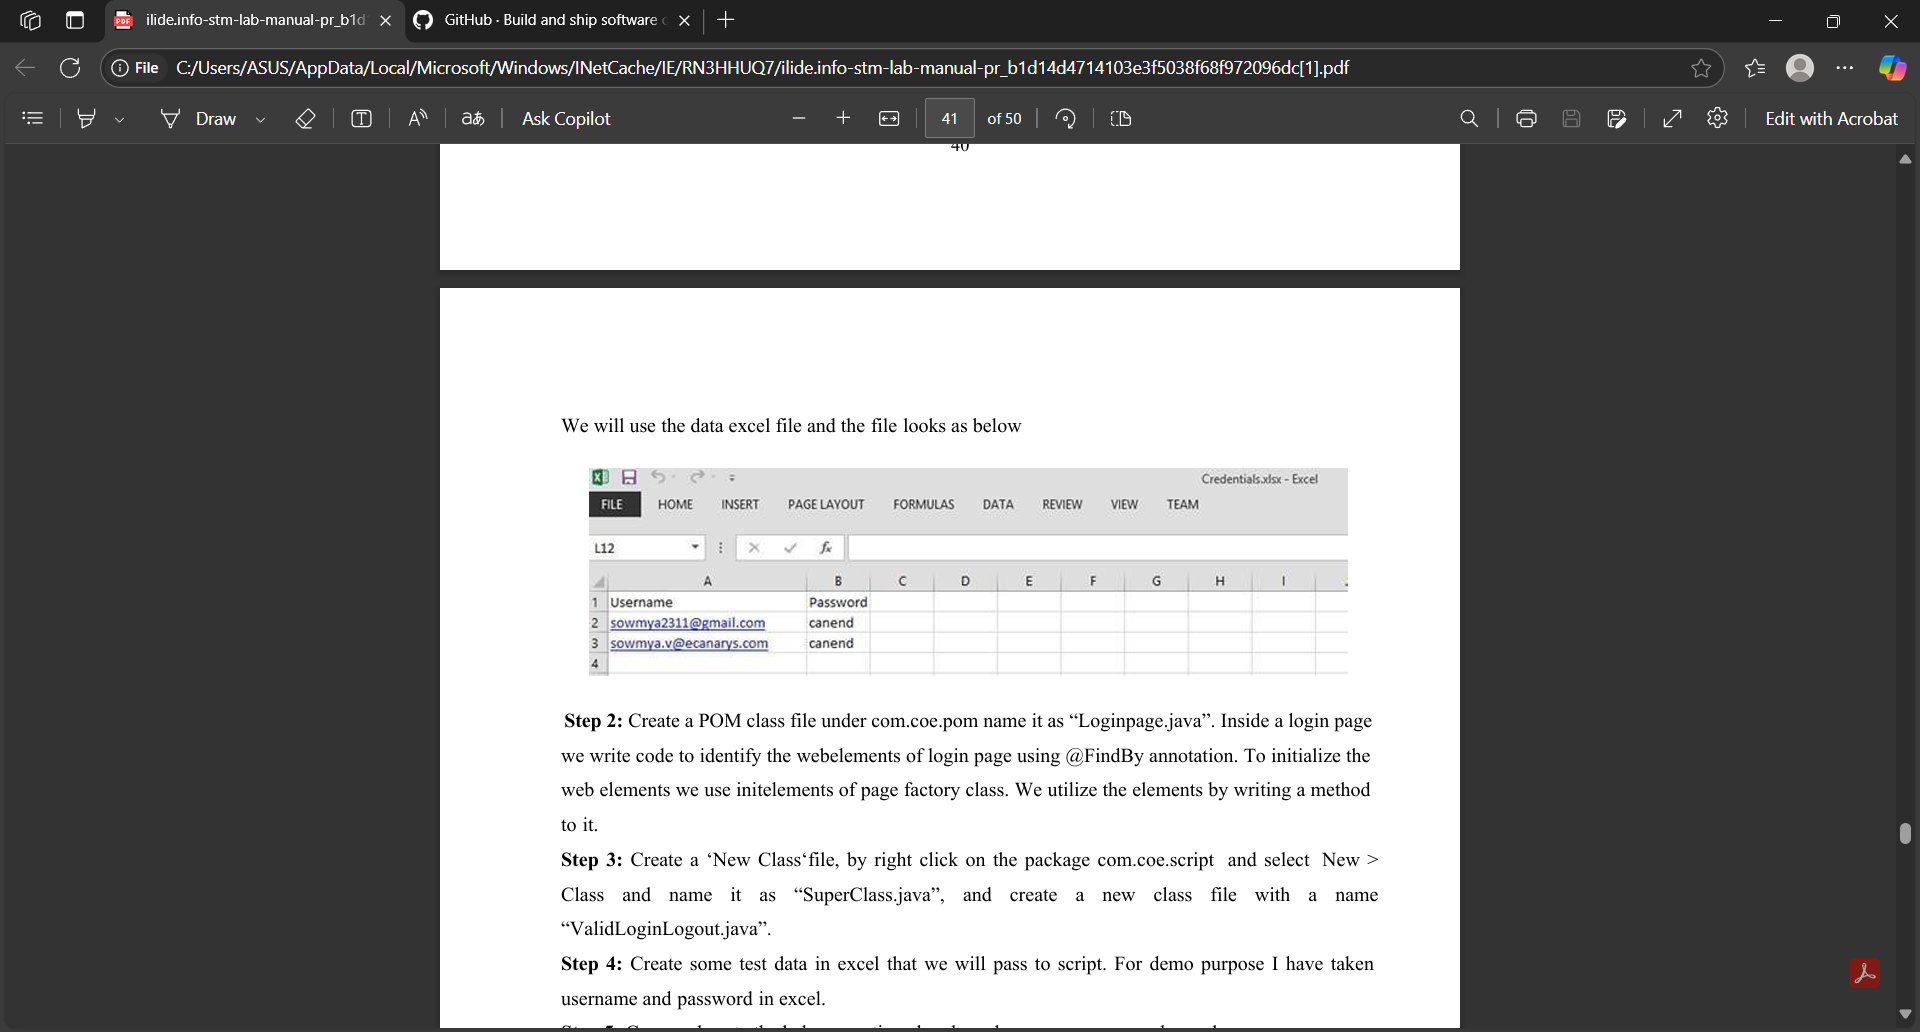 ilide.info-stm-lab-manual-pr_b1d
GitHub · Build and ship software
File C:/Users/ASUS/AppData/Local/Microsoft/Windows/INetCache/IE/RN3HHUQ7/ilide.info-stm-lab-manual-pr_b1d14d4714103e3f5038f68f972096dc[1].pdf
Draw
Ask Copilot
41 of 50
Edit with Acrobat
40
We will use the data excel file and the file looks as below
Credentials.xlsx - Excel
FILE HOME INSERT PAGE LAYOUT FORMULAS DATA REVIEW VIEW TEAM
L12 fx
A B C D E F G H I
1 Username Password
2 sowmya2311@gmail.com canend
3 sowmya.v@ecanarys.com canend
4
Step 2: Create a POM class file under com.coe.pom name it as “Loginpage.java”. Inside a login page
we write code to identify the webelements of login page using @FindBy annotation. To initialize the
web elements we use initelements of page factory class. We utilize the elements by writing a method
to it.
Step 3: Create a ‘New Class‘file, by right click on the package com.coe.script and select New >
Class and name it as “SuperClass.java”, and create a new class file with a name
“ValidLoginLogout.java”.
Step 4: Create some test data in excel that we will pass to script. For demo purpose I have taken
username and password in excel.